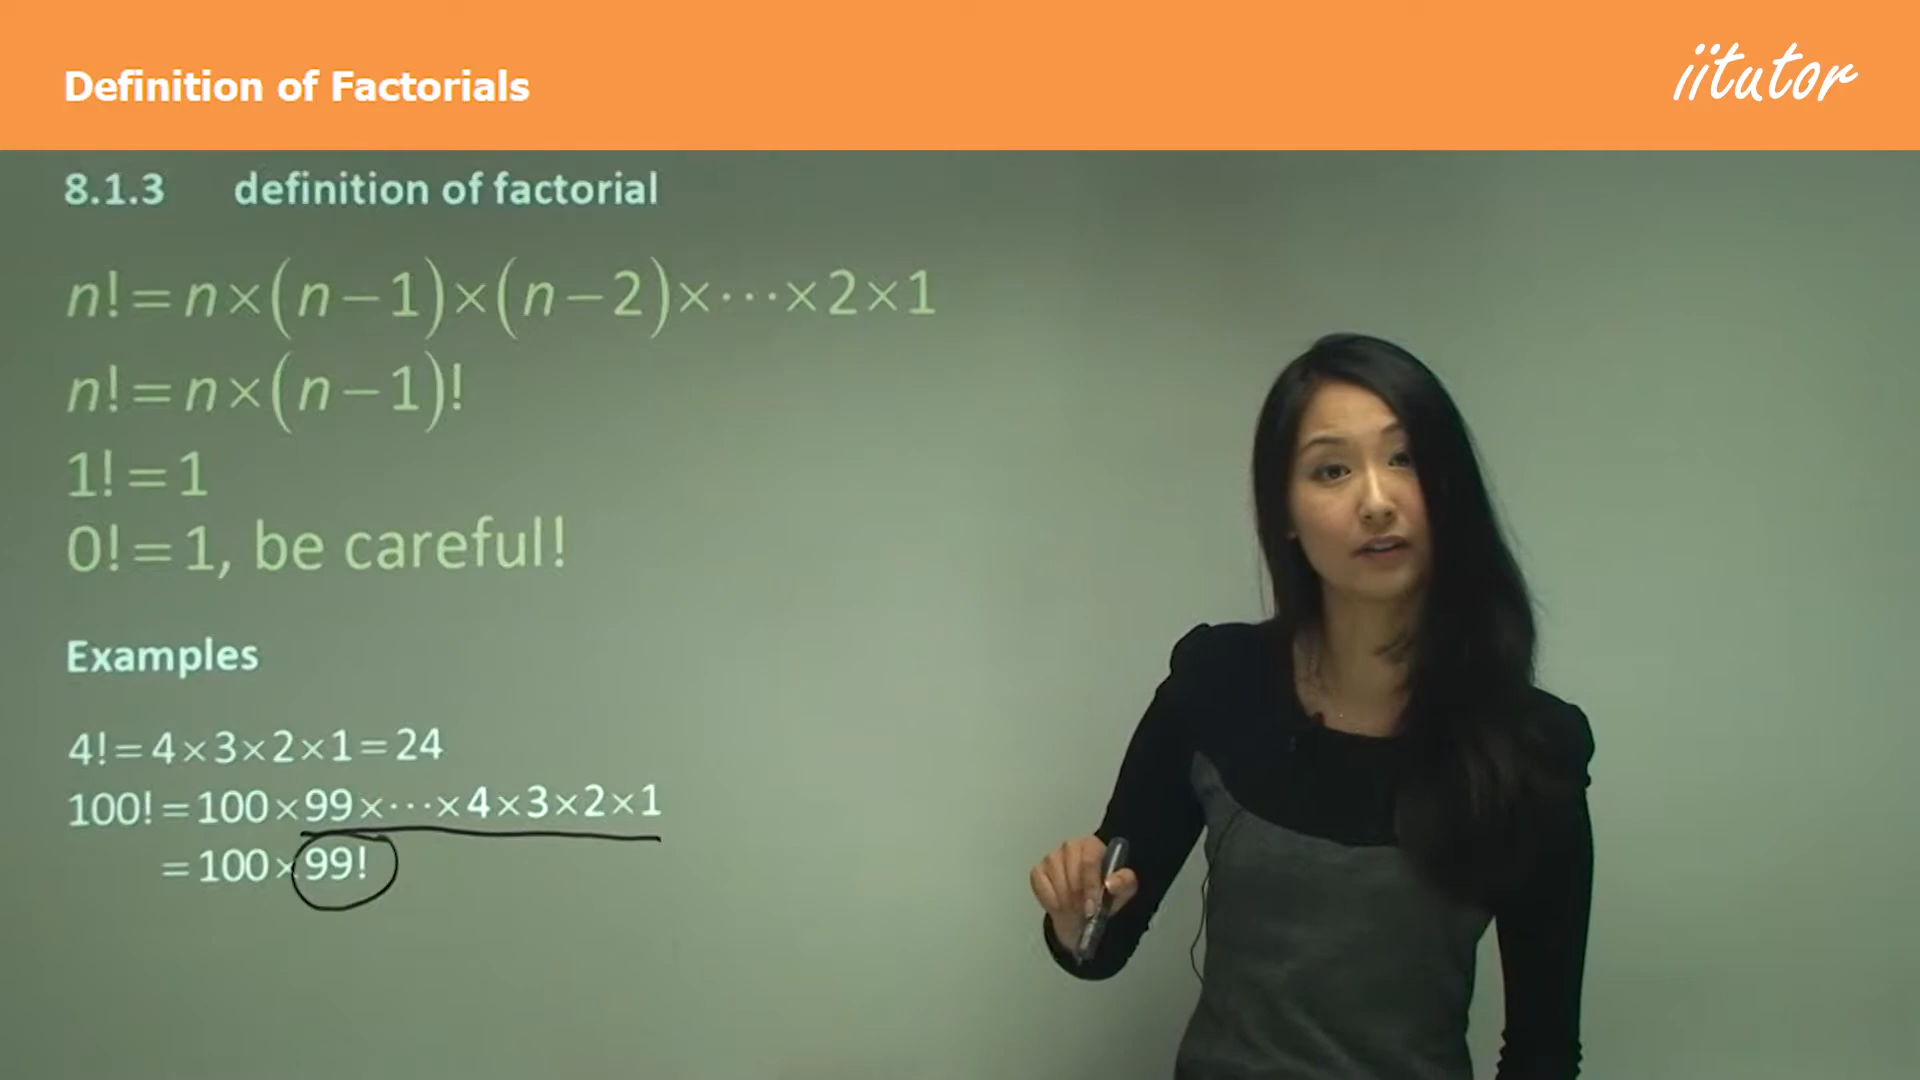 Definition of Factorials
iitutor
8.1.3 definition of factorial
n! = n×(n−1)×(n−2)×⋯×2×1
n! = n×(n−1)!
1! = 1
0! = 1, be careful!
Examples
4! = 4×3×2×1 = 24
100! = 100×99×⋯×4×3×2×1
= 100×99!